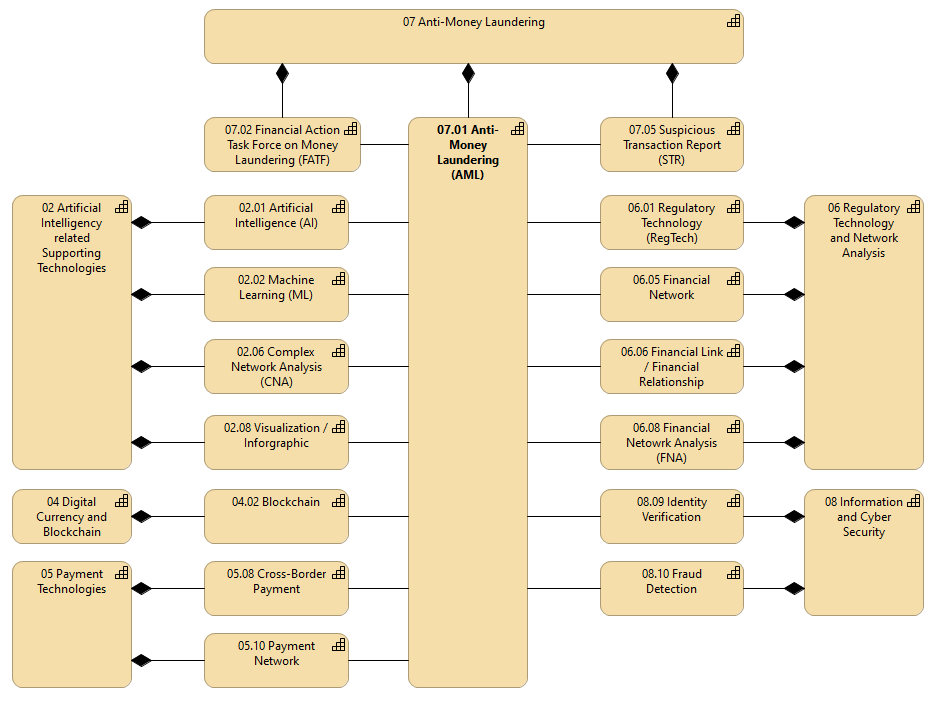 07 Anti-Money Laundering
07.02 Financial Action
Task Force on Money
Laundering (FATF)
07.01 Anti-
Money
Laundering
(AML)
07.05 Suspicious
Transaction Report
(STR)
02 Artificial
Intelligency
related
Supporting
Technologies
02.01 Artificial
Intelligence (AI)
06.01 Regulatory
Technology
(RegTech)
06 Regulatory
Technology
and Network
Analysis
02.02 Machine
Learning (ML)
06.05 Financial
Network
02.06 Complex
Network Analysis
(CNA)
06.06 Financial Link
/ Financial
Relationship
02.08 Visualization /
Inforgraphic
06.08 Financial
Netowrk Analysis
(FNA)
04 Digital
Currency and
Blockchain
04.02 Blockchain
08.09 Identity
Verification
08 Information
and Cyber
Security
05 Payment
Technologies
05.08 Cross-Border
Payment
08.10 Fraud
Detection
05.10 Payment
Network